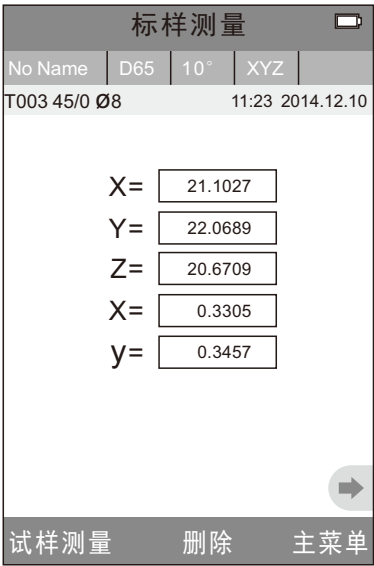 标样测量
No Name D65 10° XYZ
T003 45/0 Ø8 11:23 2014.12.10
X= 21.1027
Y= 22.0689
Z= 20.6709
X= 0.3305
y= 0.3457
试样测量 删除 主菜单